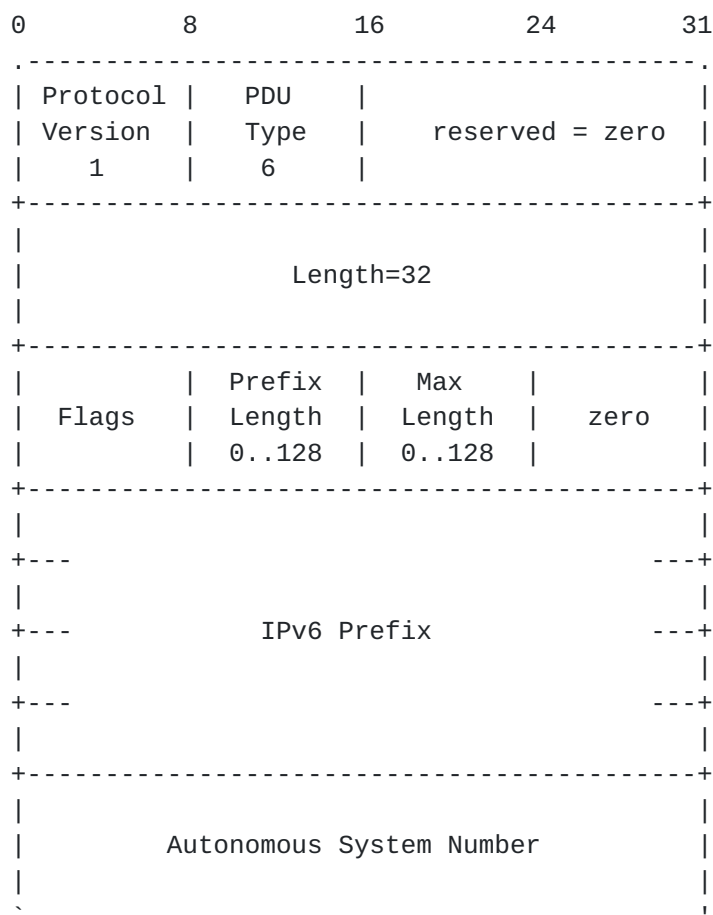 0          8          16         24        31
.-------------------------------------------.
| Protocol |   PDU    |                     |
| Version  |   Type   |    reserved = zero  |
|    1     |    6     |                     |
+-------------------------------------------+
|                                           |
|                 Length=32                 |
|                                           |
+-------------------------------------------+
|          |  Prefix  |   Max    |          |
|  Flags   |  Length  |  Length  |   zero   |
|          |  0..128  |  0..128  |          |
+-------------------------------------------+
|                                           |
+---                                     ---+
|                                           |
+---            IPv6 Prefix              ---+
|                                           |
+---                                     ---+
|                                           |
+-------------------------------------------+
|                                           |
|         Autonomous System Number          |
|                                           |
`-------------------------------------------'